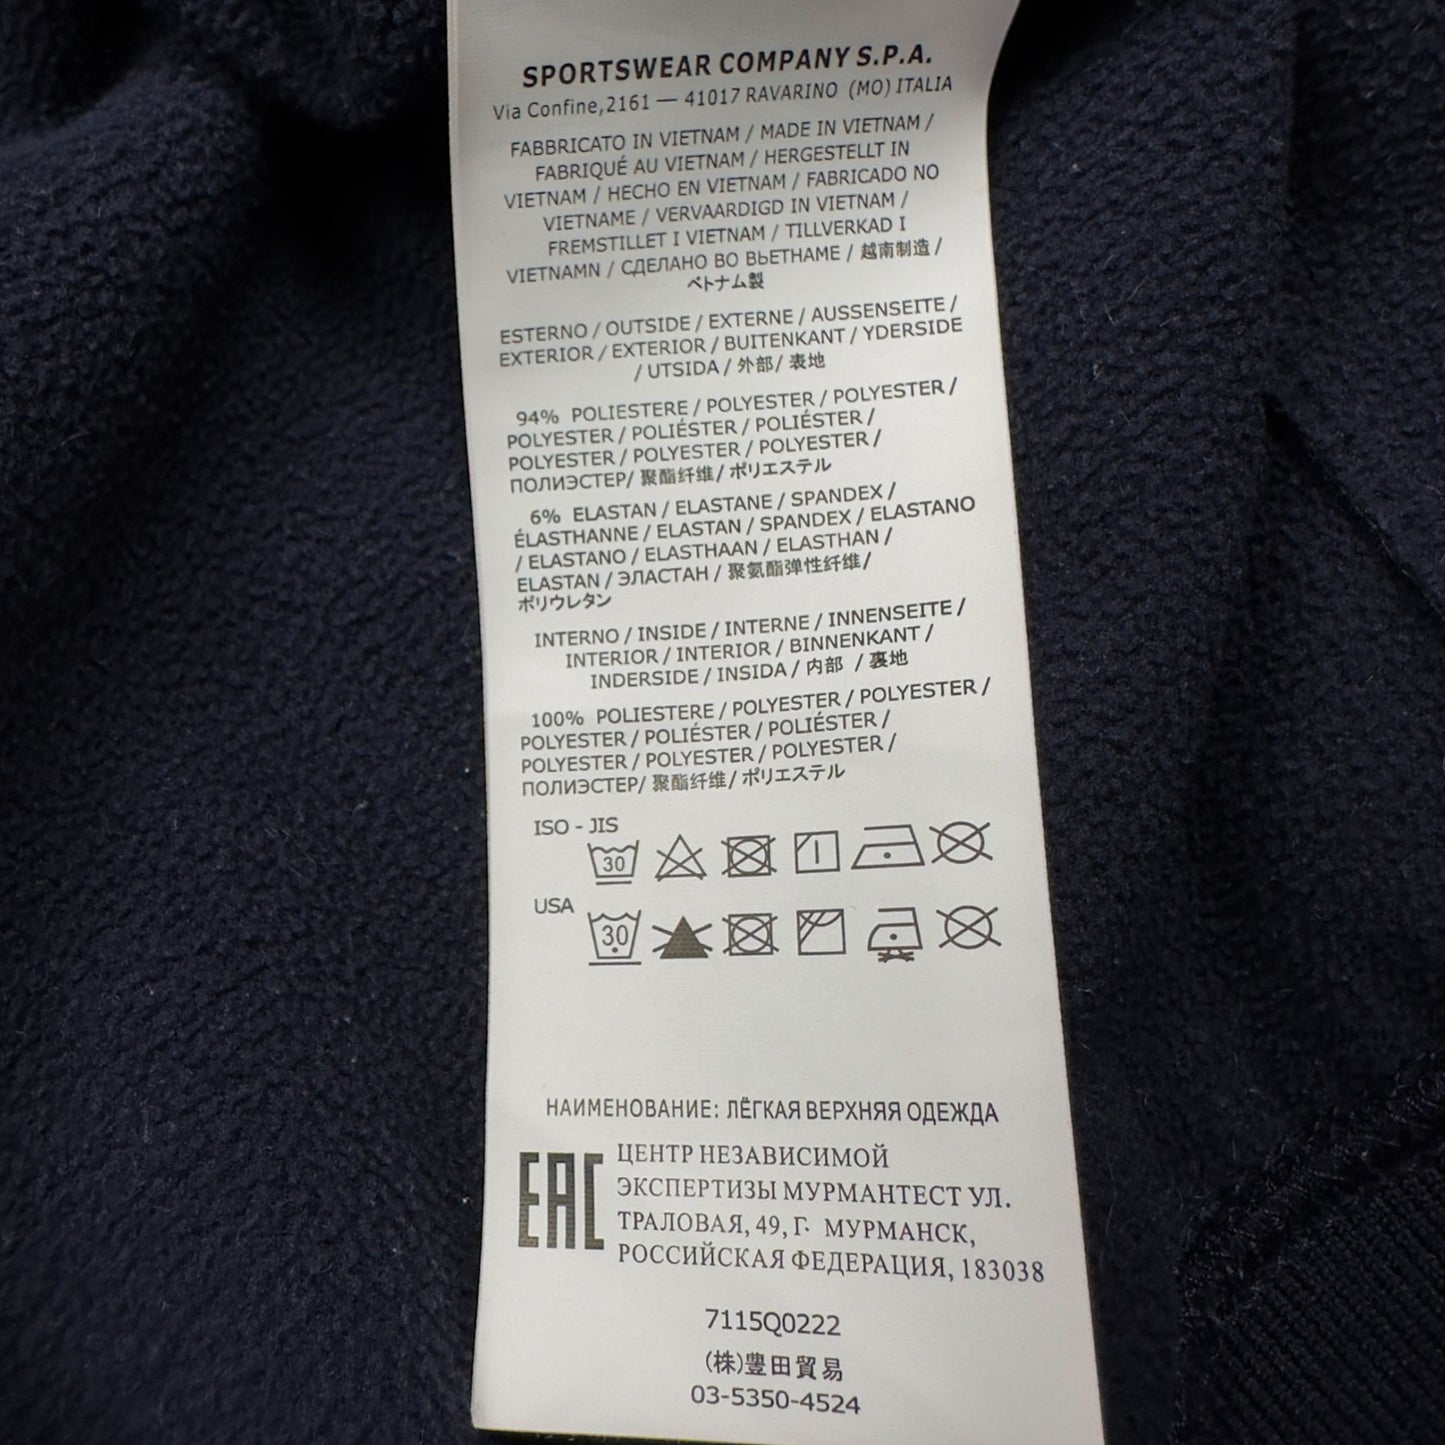 SPORTSWEAR COMPANY S.P.A.
Via Confine,2161 — 41017 RAVARINO (MO) ITALIA
FABBRICATO IN VIETNAM / MADE IN VIETNAM /
FABRIQUÉ AU VIETNAM / HERGESTELLT IN
VIETNAM / HECHO EN VIETNAM / FABRICADO NO
VIETNAME / VERVAARDIGD IN VIETNAM /
FREMSTILLET I VIETNAM / TILLVERKAD I
VIETNAMN / СДЕЛАНО ВО ВЬЕТНАМЕ / 越南制造 /
ベトナム製
ESTERNO / OUTSIDE / EXTERNE / AUSSENSEITE /
EXTERIOR / EXTERIOR / BUITENKANT / YDERSIDE
/ UTSIDA / 外部/ 表地
94% POLIESTERE / POLYESTER / POLYESTER /
POLYESTER / POLIÉSTER / POLIÉSTER /
POLYESTER / POLYESTER / POLYESTER /
ПОЛИЭСТЕР/ 聚酯纤维/ ポリエステル
6% ELASTAN / ELASTANE / SPANDEX /
ÉLASTHANNE / ELASTAN / SPANDEX / ELASTANO
/ ELASTANO / ELASTHAAN / ELASTHAN /
ELASTAN / ЭЛАСТАН / 聚氨酯弹性纤维/
ポリウレタン
INTERNO / INSIDE / INTERNE / INNENSEITE /
INTERIOR / INTERIOR / BINNENKANT /
INDERSIDE / INSIDA / 内部 / 裏地
100% POLIESTERE / POLYESTER / POLYESTER /
POLYESTER / POLIÉSTER / POLIÉSTER /
POLYESTER / POLYESTER / POLYESTER /
ПОЛИЭСТЕР/ 聚酯纤维/ ポリエステル
ISO - JIS
30
USA
30
НАИМЕНОВАНИЕ: ЛЁГКАЯ ВЕРХНЯЯ ОДЕЖДА
EAC
ЦЕНТР НЕЗАВИСИМОЙ
ЭКСПЕРТИЗЫ МУРМАНТЕСТ УЛ.
ТРАЛОВАЯ, 49, Г. МУРМАНСК,
РОССИЙСКАЯ ФЕДЕРАЦИЯ, 183038
7115Q0222
(株)豊田貿易
03-5350-4524